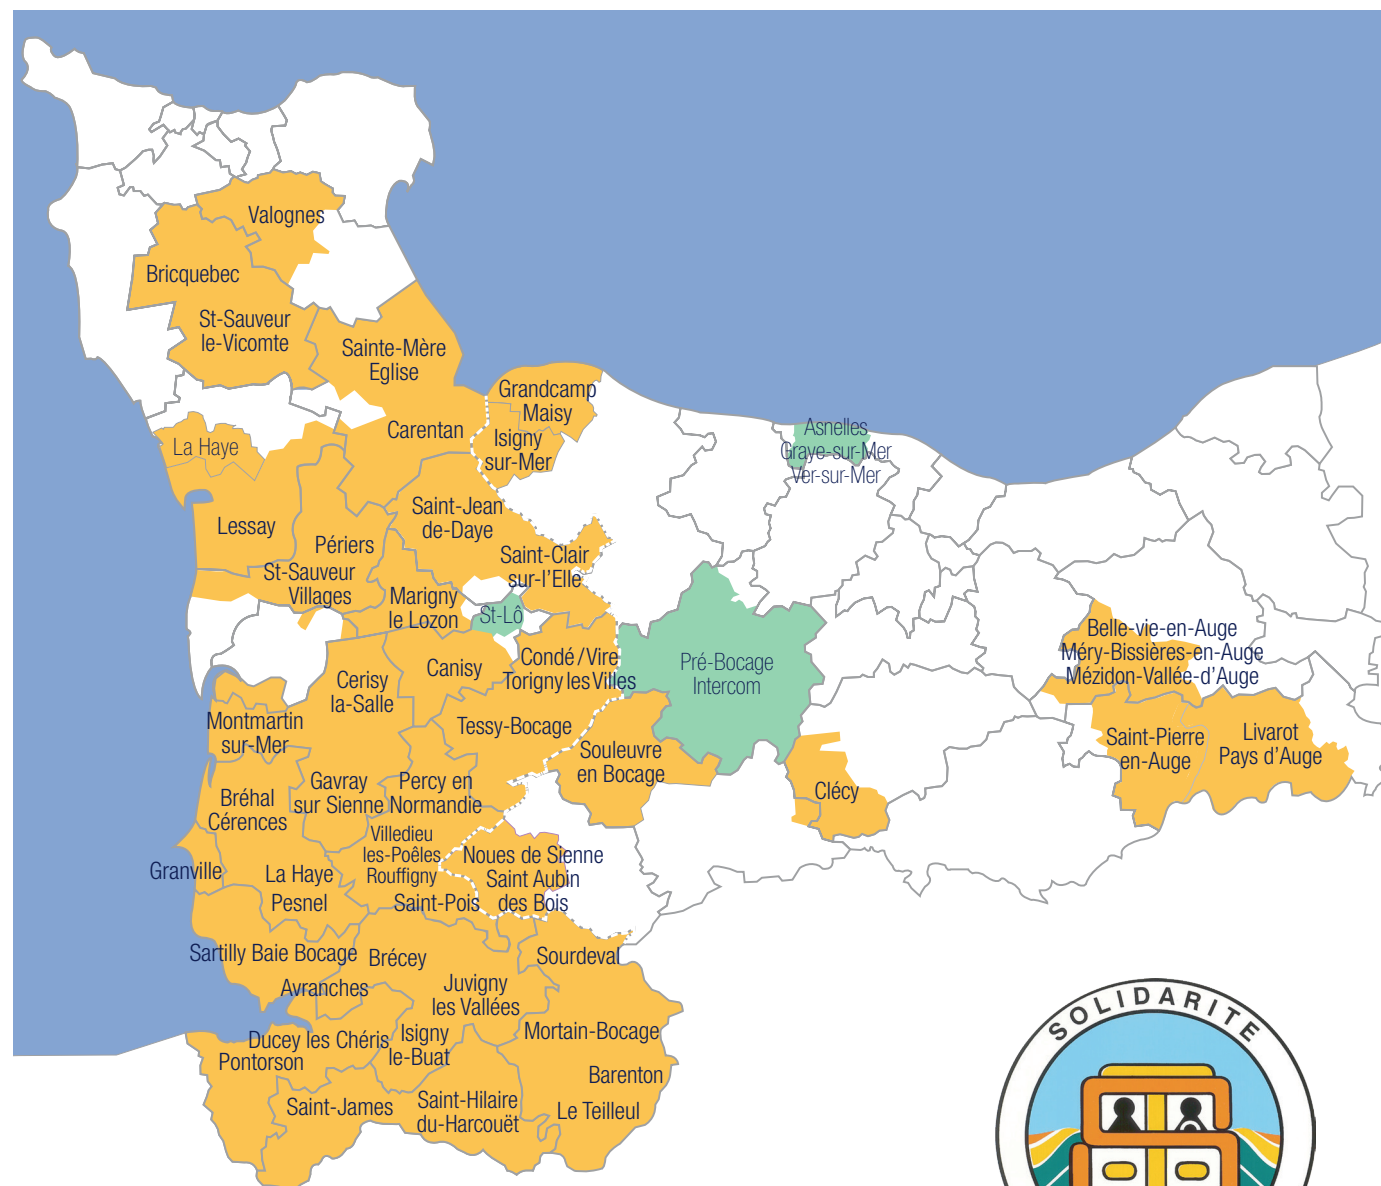 Valognes
Bricquebec
St-Sauveur
le-Vicomte
Sainte-Mère
Eglise
Grandcamp
Maisy
Carentan
Isigny
sur-Mer
La Haye
Asnelles
Graye-sur-Mer
Ver-sur-Mer
Lessay
Saint-Jean
de-Daye
Périers
Saint-Clair
sur-l'Elle
St-Sauveur
Villages
Marigny
le Lozon
St-Lô
Canisy
Condé / Vire
Torigny les Villes
Pré-Bocage
Intercom
Belle-vie-en-Auge
Méry-Bissières-en-Auge
Mézidon-Vallée-d'Auge
Cerisy
la-Salle
Montmartin
sur-Mer
Tessy-Bocage
Souleuvre
en Bocage
Saint-Pierre
en-Auge
Livarot
Pays d'Auge
Gavray
sur Sienne
Percy en
Normandie
Clécy
Bréhal
Cérences
Villedieu
les-Poêles
Rouffigny
Granville
La Haye
Pesnel
Noues de Sienne
Saint Aubin
des Bois
Saint-Pois
Sartilly Baie Bocage
Brécey
Sourdeval
Avranches
Juvigny
les Vallées
Ducey les Chéris
Isigny
le-Buat
Mortain-Bocage
Pontorson
Barenton
Saint-James
Saint-Hilaire
du-Harcouët
Le Teilleul
SOLIDARITE